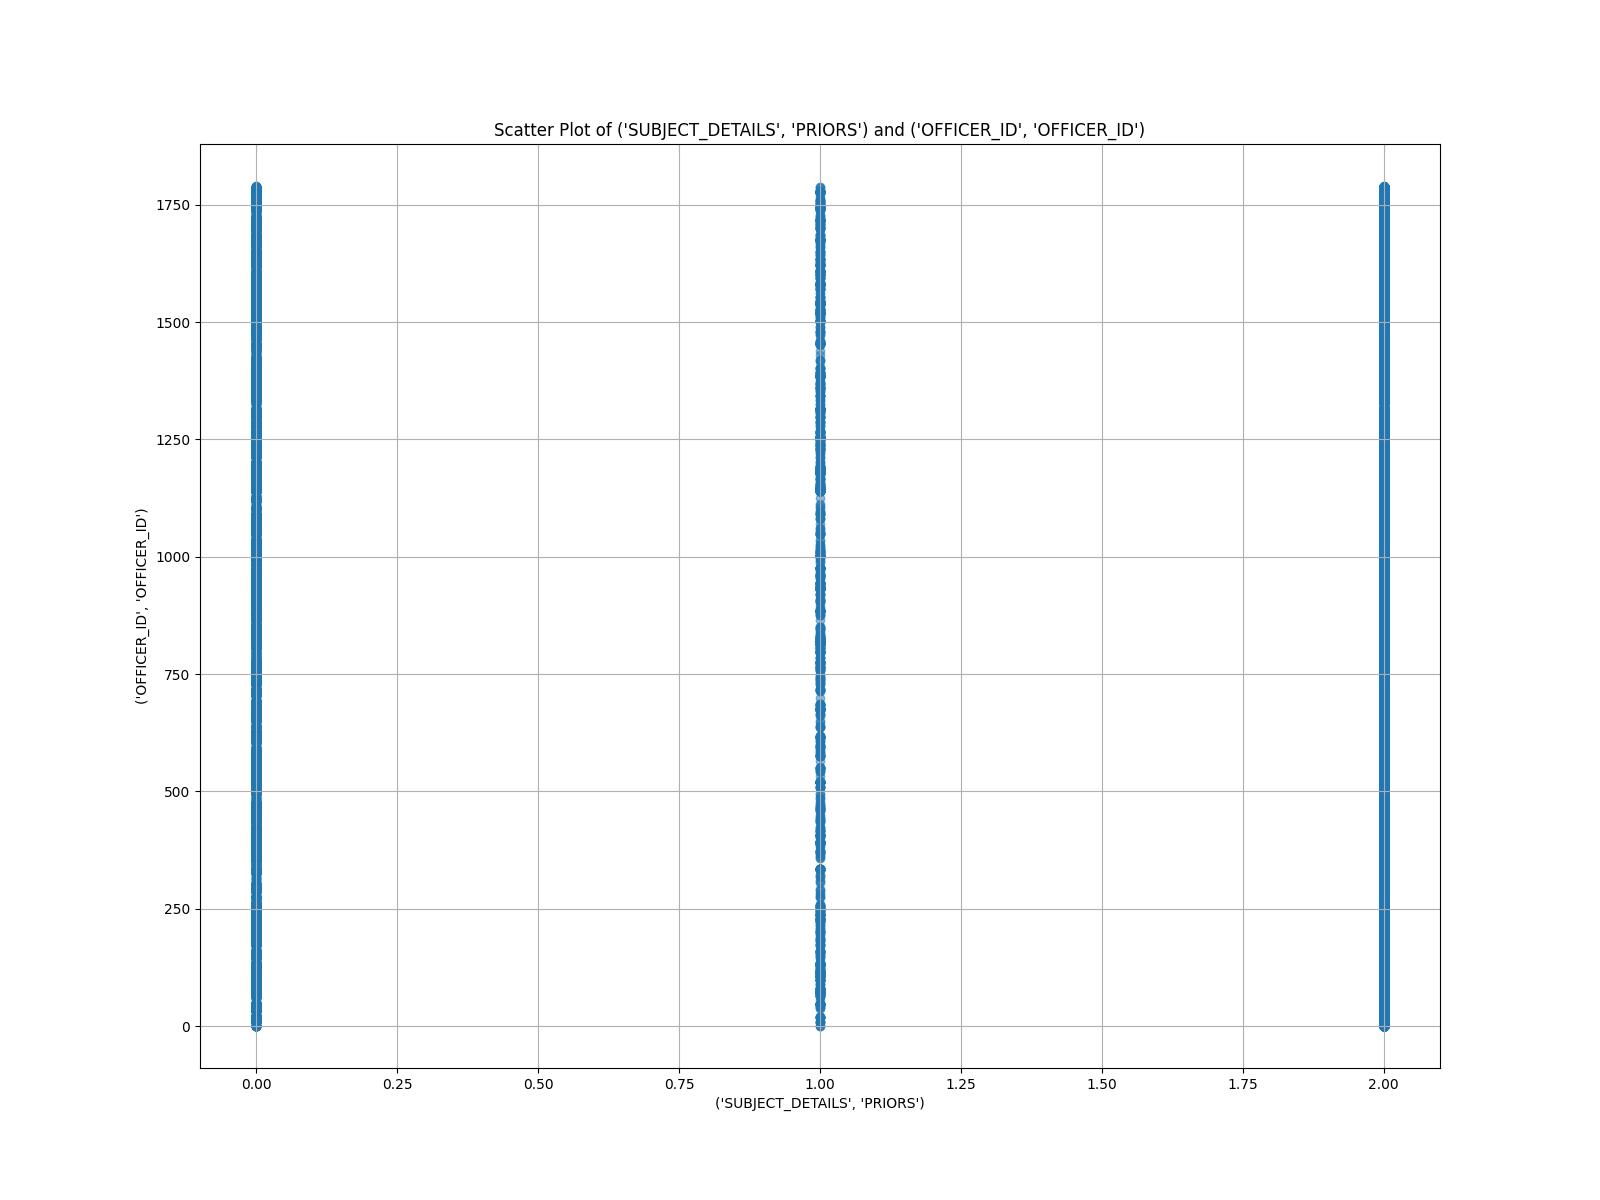 Scatter Plot of ('SUBJECT_DETAILS', 'PRIORS') and ('OFFICER_ID', 'OFFICER_ID')
('OFFICER_ID', 'OFFICER_ID')
1750
1500
1250
1000
750
500
250
0
0.00 0.25 0.50 0.75 1.00 1.25 1.50 1.75 2.00
('SUBJECT_DETAILS', 'PRIORS')